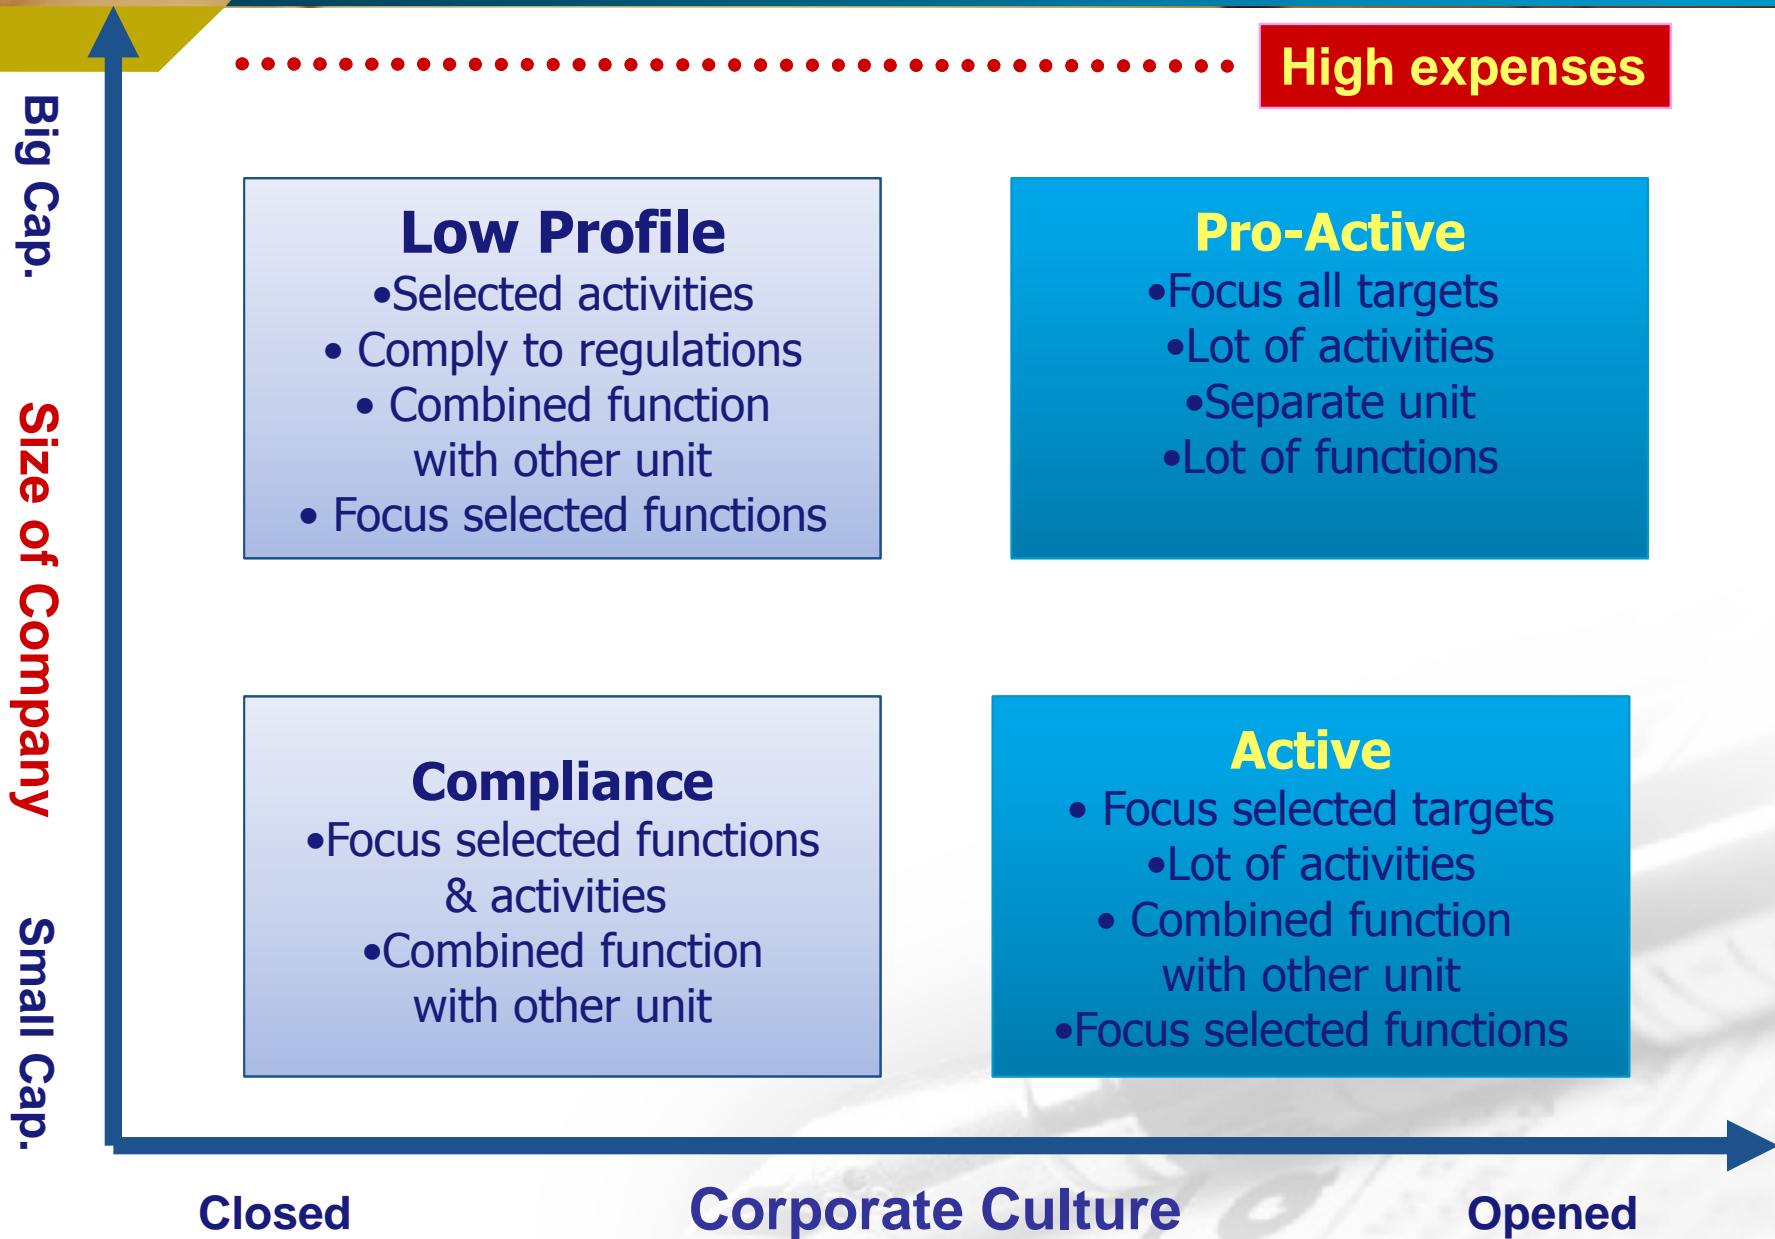 High expenses
Big Cap.
Size of Company
Small Cap.
Low Profile
•Selected activities
• Comply to regulations
• Combined function
with other unit
• Focus selected functions
Pro-Active
•Focus all targets
•Lot of activities
•Separate unit
•Lot of functions
Compliance
•Focus selected functions
& activities
•Combined function
with other unit
Active
• Focus selected targets
•Lot of activities
• Combined function
with other unit
•Focus selected functions
Closed
Corporate Culture
Opened